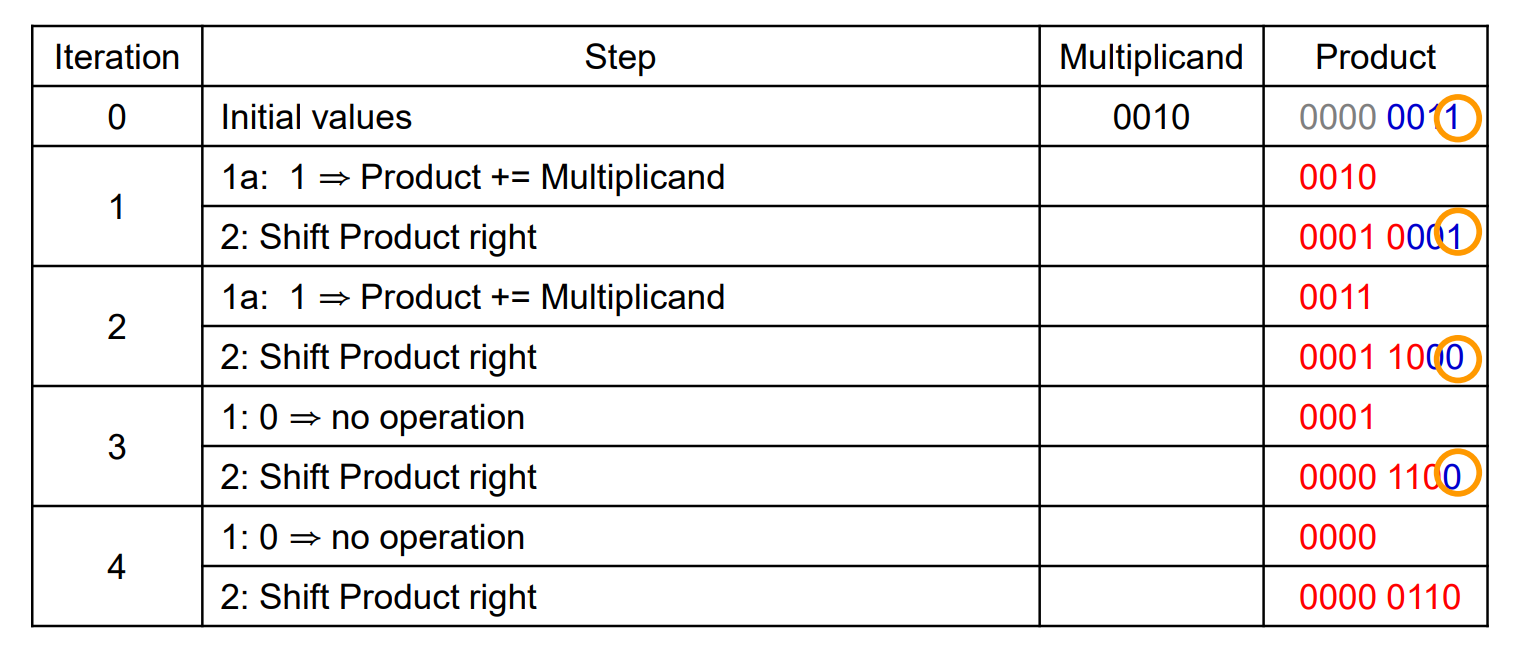 Iteration Step Multiplicand Product
0 Initial values 0010 0000 0011
1 1a: 1 ⇒ Product += Multiplicand 0010
2: Shift Product right 0001 0001
2 1a: 1 ⇒ Product += Multiplicand 0011
2: Shift Product right 0001 1000
3 1: 0 ⇒ no operation 0001
2: Shift Product right 0000 1100
4 1: 0 ⇒ no operation 0000
2: Shift Product right 0000 0110